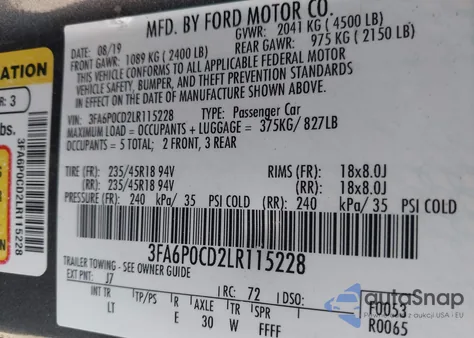 MFD. BY FORD MOTOR CO.
DATE: 08/19 GVWR: 2041 KG (4500 LB)
FRONT GAWR: 1089 KG (2400 LB) REAR GAWR: 975 KG (2150 LB)
THIS VEHICLE CONFORMS TO ALL APPLICABLE FEDERAL MOTOR
VEHICLE SAFETY, BUMPER, AND THEFT PREVENTION STANDARDS
IN EFFECT ON THE DATE OF MANUFACTURE SHOWN ABOVE.
VIN: 3FA6P0CD2LR115228 TYPE: Passenger Car
MAXIMUM LOAD = OCCUPANTS + LUGGAGE = 375KG/ 827LB
OCCUPANTS = 5 TOTAL; 2 FRONT, 3 REAR
TIRE (FR): 235/45R18 94V RIMS (FR): 18x8.0J
(RR): 235/45R18 94V (RR): 18x8.0J
PRESSURE (FR): 240 kPa/ 35 PSI COLD (RR): 240 kPa/ 35 PSI COLD
3FA6P0CD2LR115228
TRAILER TOWING - SEE OWNER GUIDE
EXT PNT: J7 RC: 72 DSO: F0053
INT TR TP/PS R AXLE TR SPR R0065
LT E 30 W FFFF
ATION
R: 3
bs.
3FA6P0CD2LR115228
autoSnap